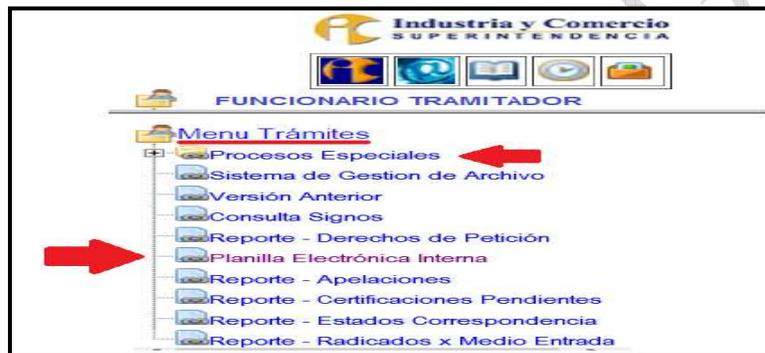 Industria y Comercio
SUPERINTENDENCIA
FUNCIONARIO TRAMITADOR
Menu Trámites
Procesos Especiales
Sistema de Gestion de Archivo
Versión Anterior
Consulta Signos
Reporte - Derechos de Petición
Planilla Electrónica Interna
Reporte - Apelaciones
Reporte - Certificaciones Pendientes
Reporte - Estados Correspondencia
Reporte - Radicados x Medio Entrada